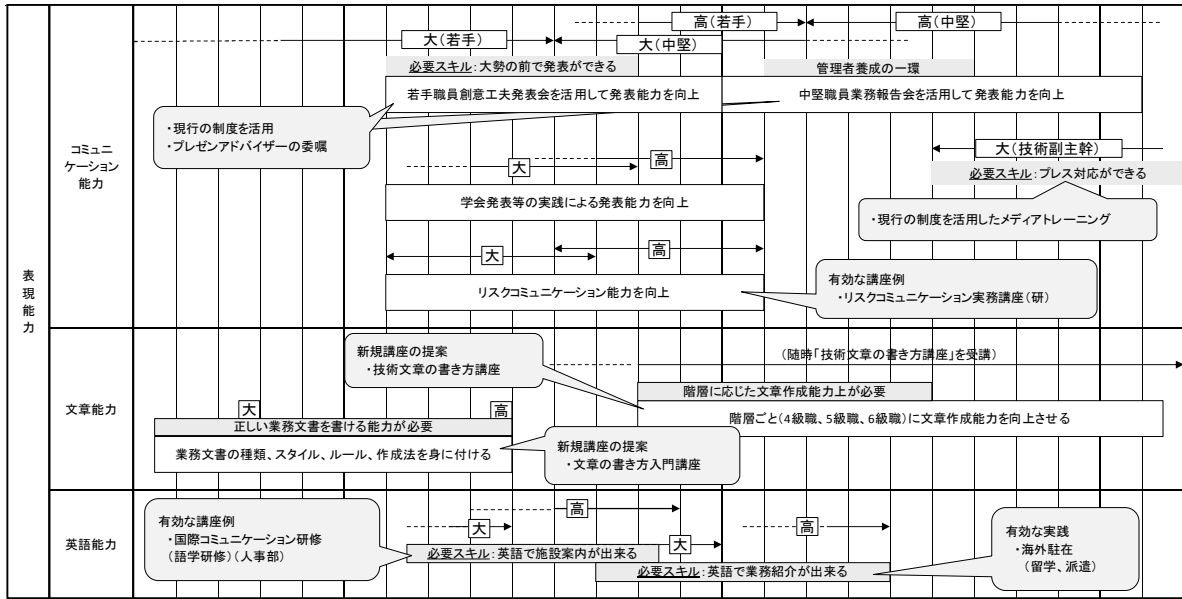 表現能力
コミュニ
ケーション
能力
高(若手)
高(中堅)
大(若手)
大(中堅)
必要スキル:大勢の前で発表ができる
管理者養成の一環
若手職員創意工夫発表会を活用して発表能力を向上
中堅職員業務報告会を活用して発表能力を向上
・現行の制度を活用
・プレゼンアドバイザーの委嘱
大(技術副主幹)
必要スキル:プレス対応ができる
・現行の制度を活用したメディアトレーニング
高
大
学会発表等の実践による発表能力を向上
高
大
リスクコミュニケーション能力を向上
有効な講座例
・リスクコミュニケーション実務講座(研)
文章能力
新規講座の提案
・技術文章の書き方講座
(随時「技術文章の書き方講座」を受講)
階層に応じた文章作成能力上が必要
階層ごと(4級職、5級職、6級職)に文章作成能力を向上させる
大
高
正しい業務文書を書ける能力が必要
業務文書の種類、スタイル、ルール、作成法を身に付ける
新規講座の提案
・文章の書き方入門講座
英語能力
有効な講座例
・国際コミュニケーション研修
(語学研修)(人事部)
高
大
高
大
必要スキル:英語で施設案内が出来る
必要スキル:英語で業務紹介が出来る
有効な実践
・海外駐在
(留学、派遣)